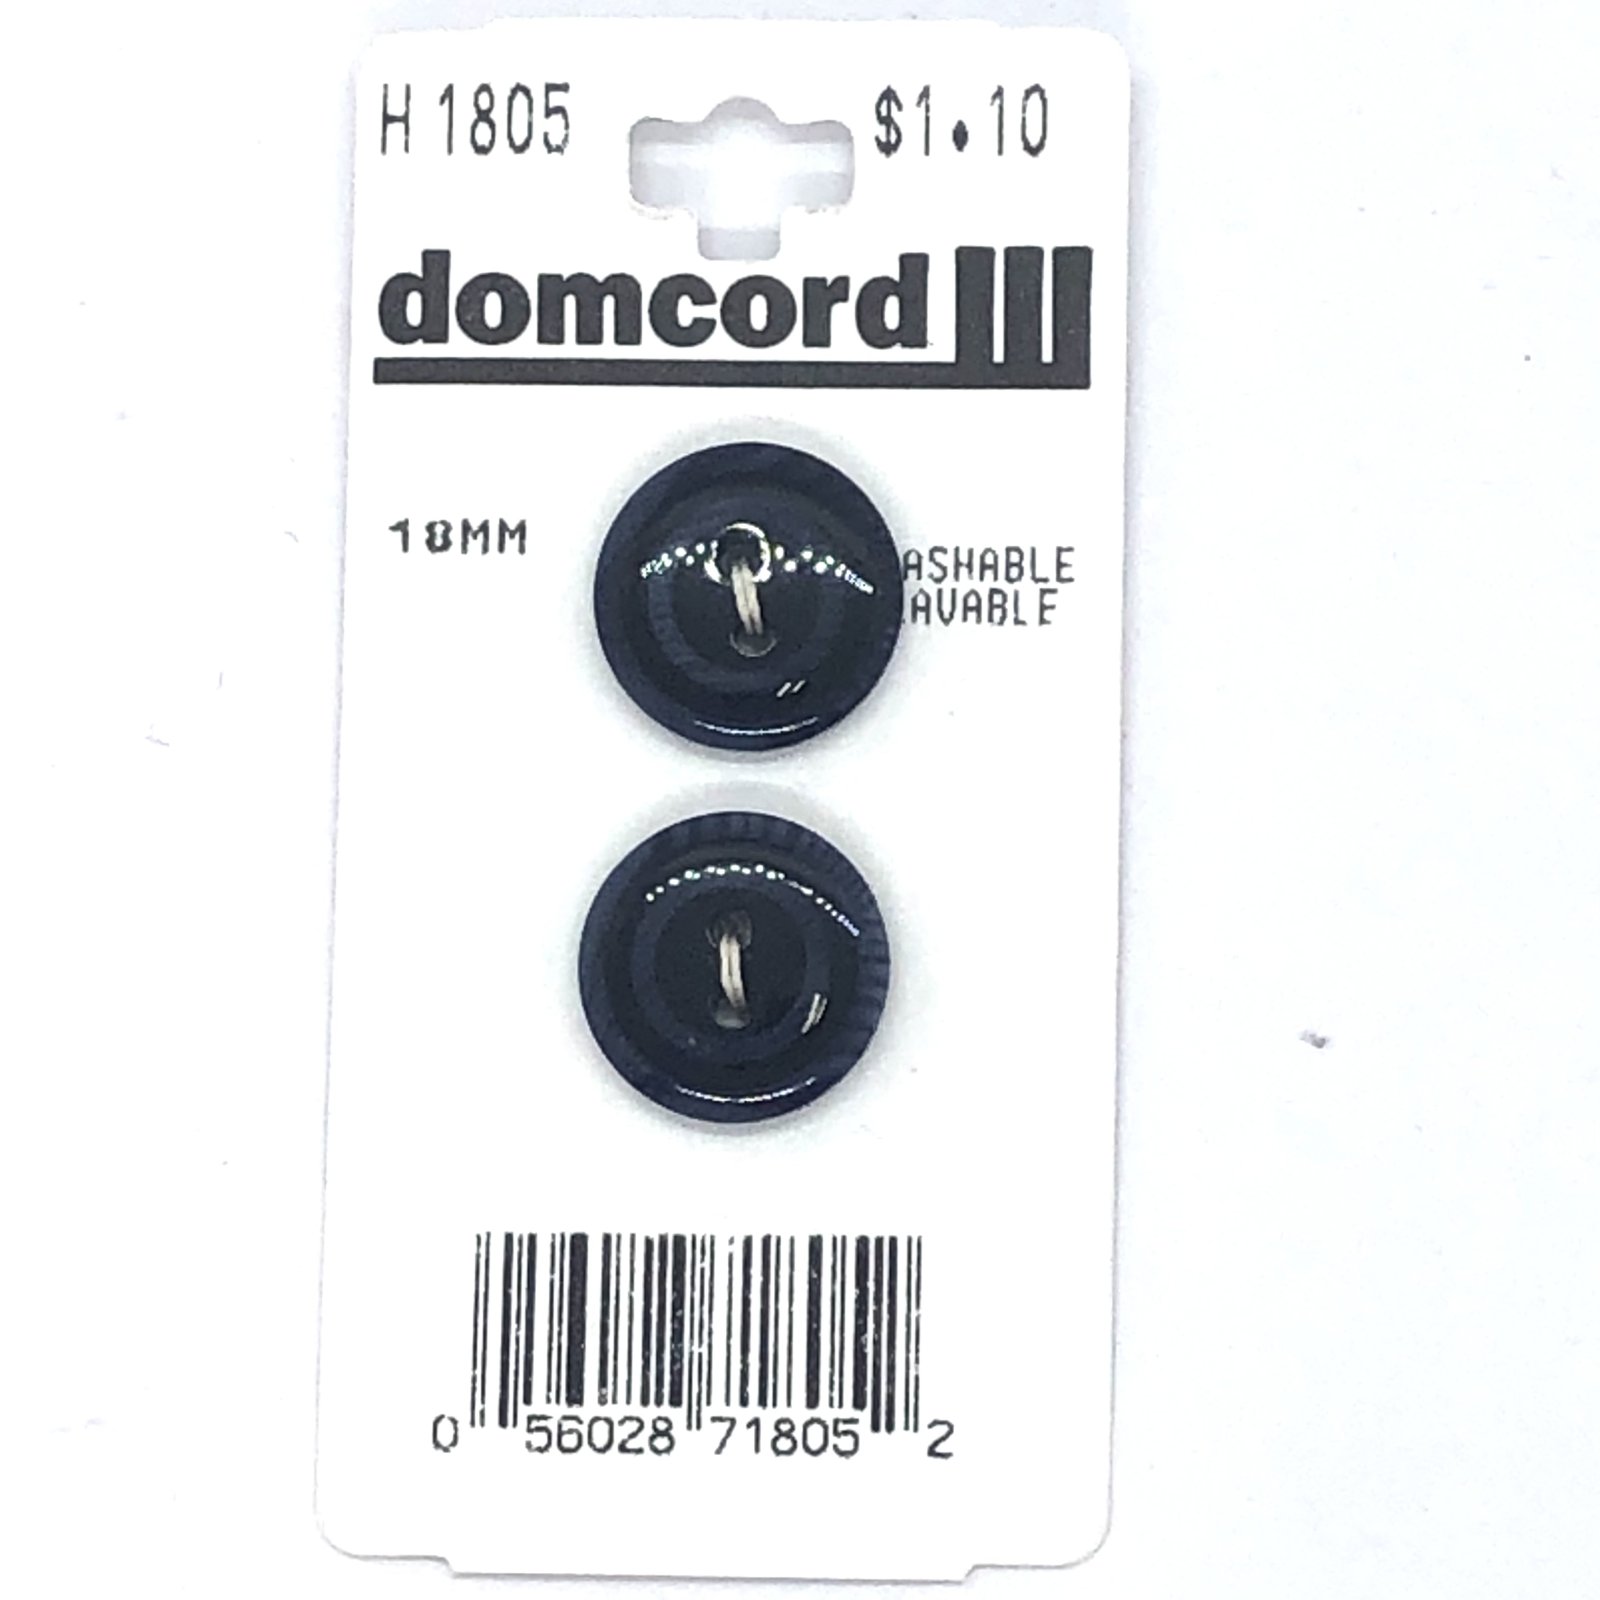 H 1805 $1.10
domcord
18MM
ASHABLE
AVABLE
0 56028 71805 2